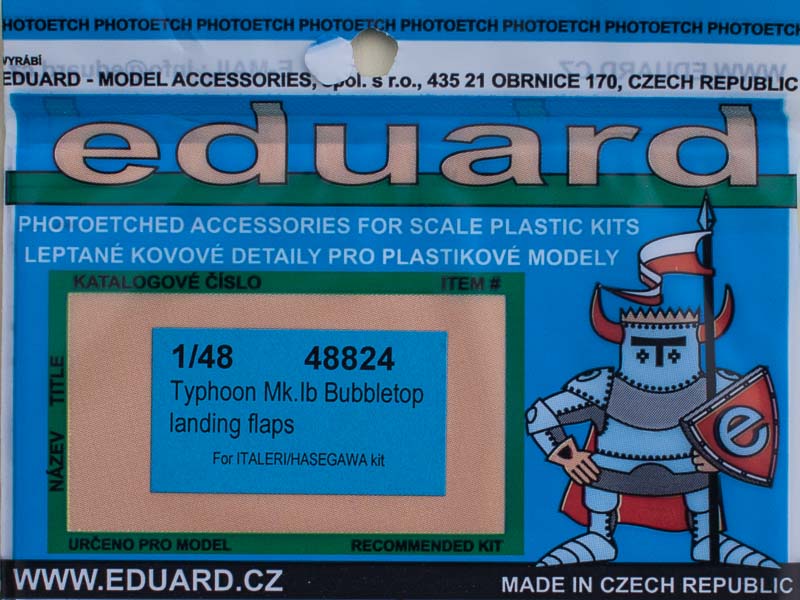 PHOTOETCH PHOTOETCH PHOTOETCH PHOTOETCH PHOTOETCH PHOTOETCH PHOTOETCH PHOTOETCH
VYRÁBÍ
EDUARD - MODEL ACCESSORIES, spol. s r.o., 435 21 OBRNICE 170, CZECH REPUBLIC
eduard
PHOTOETCHED ACCESSORIES FOR SCALE PLASTIC KITS
LEPTANÉ KOVOVÉ DETAILY PRO PLASTIKOVÉ MODELY
KATALOGOVÉ ČÍSLO ITEM #
NÁZEV TITLE
1/48 48824
Typhoon Mk.Ib Bubbletop
landing flaps
For ITALERI/HASEGAWA kit
e
URČENO PRO MODEL RECOMMENDED KIT
WWW.EDUARD.CZ MADE IN CZECH REPUBLIC